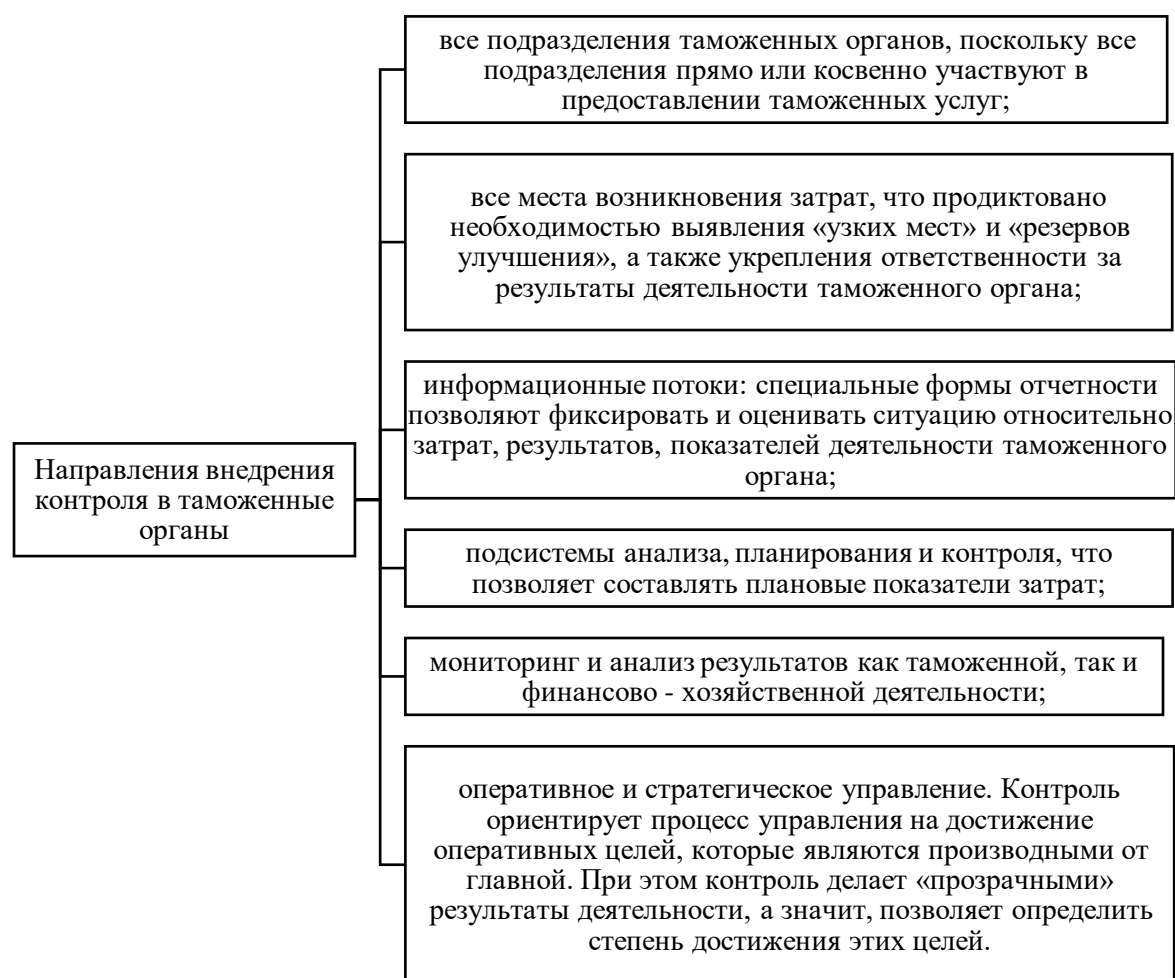 все подразделения таможенных органов, поскольку все
подразделения прямо или косвенно участвуют в
предоставлении таможенных услуг;
все места возникновения затрат, что продиктовано
необходимостью выявления «узких мест» и «резервов
улучшения», а также укрепления ответственности за
результаты деятельности таможенного органа;
информационные потоки: специальные формы отчетности
позволяют фиксировать и оценивать ситуацию относительно
затрат, результатов, показателей деятельности таможенного
органа;
Направления внедрения
контроля в таможенные
органы
подсистемы анализа, планирования и контроля, что
позволяет составлять плановые показатели затрат;
мониторинг и анализ результатов как таможенной, так и
финансово - хозяйственной деятельности;
оперативное и стратегическое управление. Контроль
ориентирует процесс управления на достижение
оперативных целей, которые являются производными от
главной. При этом контроль делает «прозрачными»
результаты деятельности, а значит, позволяет определить
степень достижения этих целей.